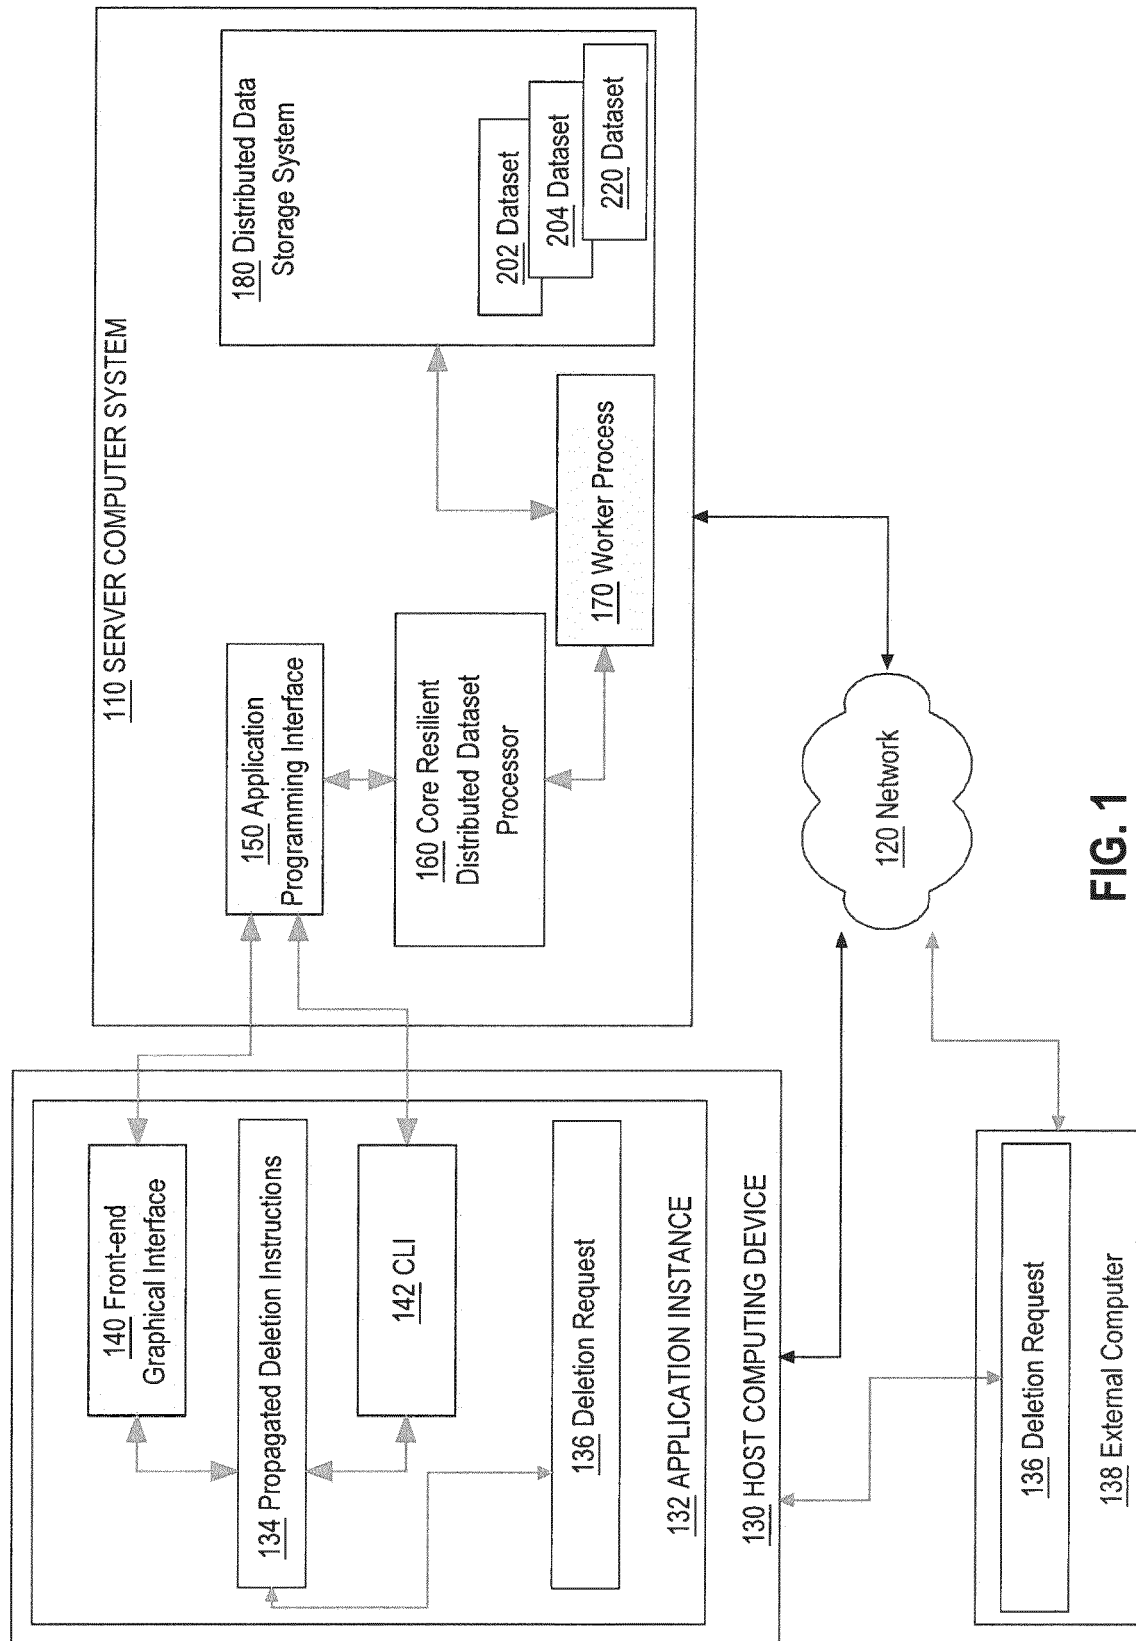 110 SERVER COMPUTER SYSTEM
180 Distributed Data
Storage System
202 Dataset
204 Dataset
220 Dataset
150 Application
Programming Interface
160 Core Resilient
Distributed Dataset
Processor
170 Worker Process
140 Front-end
Graphical Interface
134 Propagated Deletion Instructions
142 CLI
136 Deletion Request
132 APPLICATION INSTANCE
130 HOST COMPUTING DEVICE
120 Network
136 Deletion Request
138 External Computer
FIG. 1